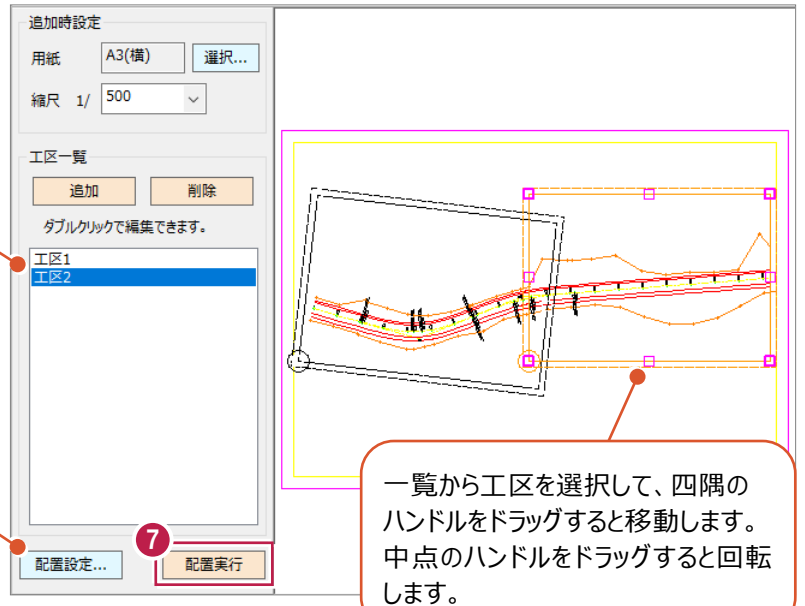 追加時設定
用紙 A3(横) 選択...
縮尺 1/ 500
工区一覧
追加 削除
ダブルクリックで編集できます。
工区1
工区2
7
配置設定... 配置実行
一覧から工区を選択して、四隅の
ハンドルをドラッグすると移動します。
中点のハンドルをドラッグすると回転
します。